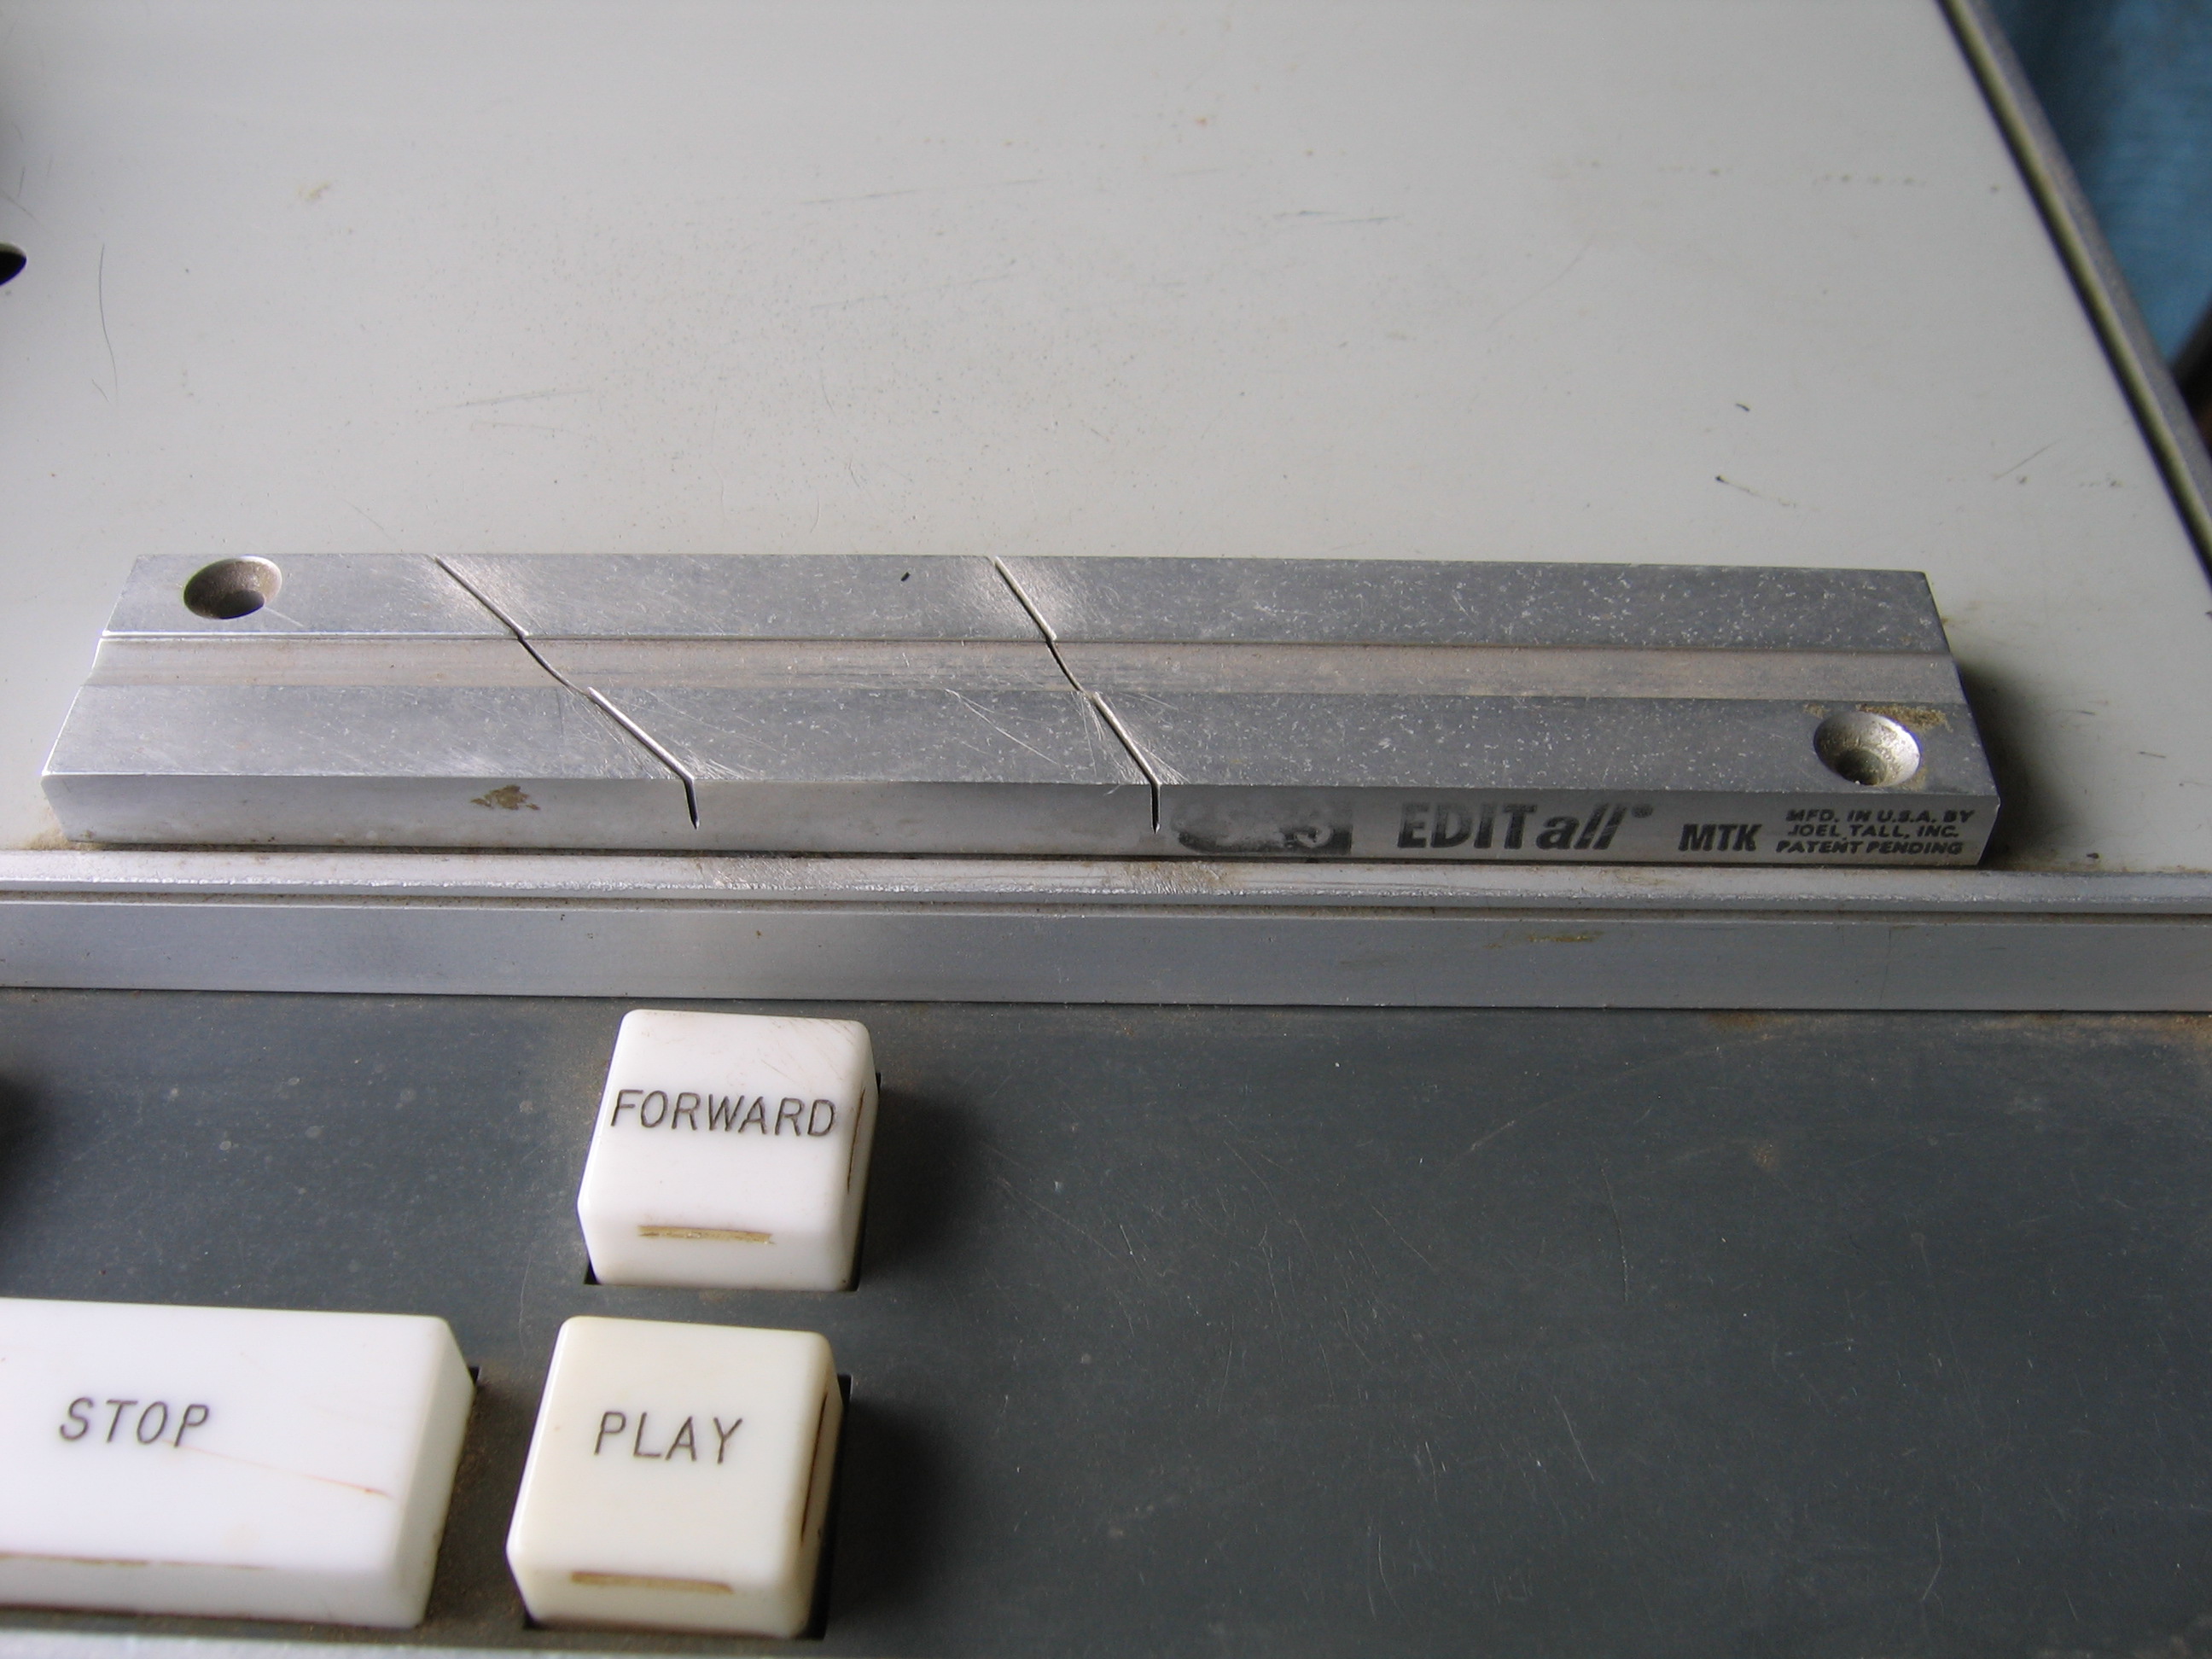 EDITall®
MTK
MFD. IN U.S.A. BY
JOEL TALL, INC.
PATENT PENDING
FORWARD
STOP
PLAY